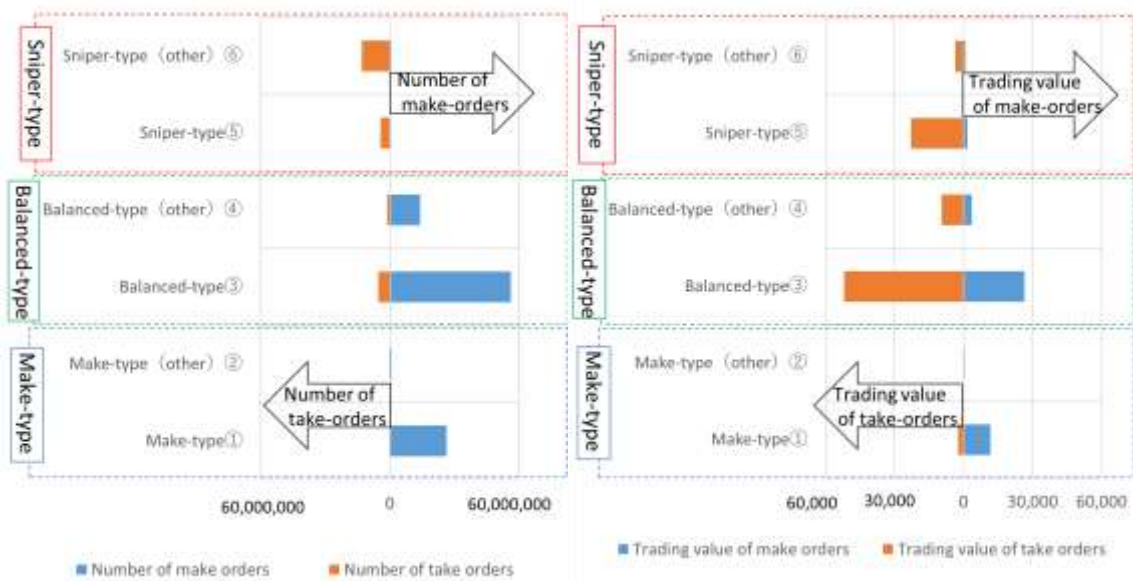 Sniper-type
Sniper-type（other）⑥
Number of
make-orders
Sniper-type⑤
Balanced-type
Balanced-type（other）④
Balanced-type③
Make-type
Make-type（other）②
Number of
take-orders
Make-type①
60,000,000
0
60,000,000
Number of make orders
Number of take orders
Sniper-type
Sniper-type（other）⑥
Trading value
of make-orders
Sniper-type⑤
Balanced-type
Balanced-type（other）④
Balanced-type③
Make-type
Make-type（other）②
Trading value
of take-orders
Make-type①
60,000
30,000
0
30,000
60,000
Trading value of make orders
Trading value of take orders